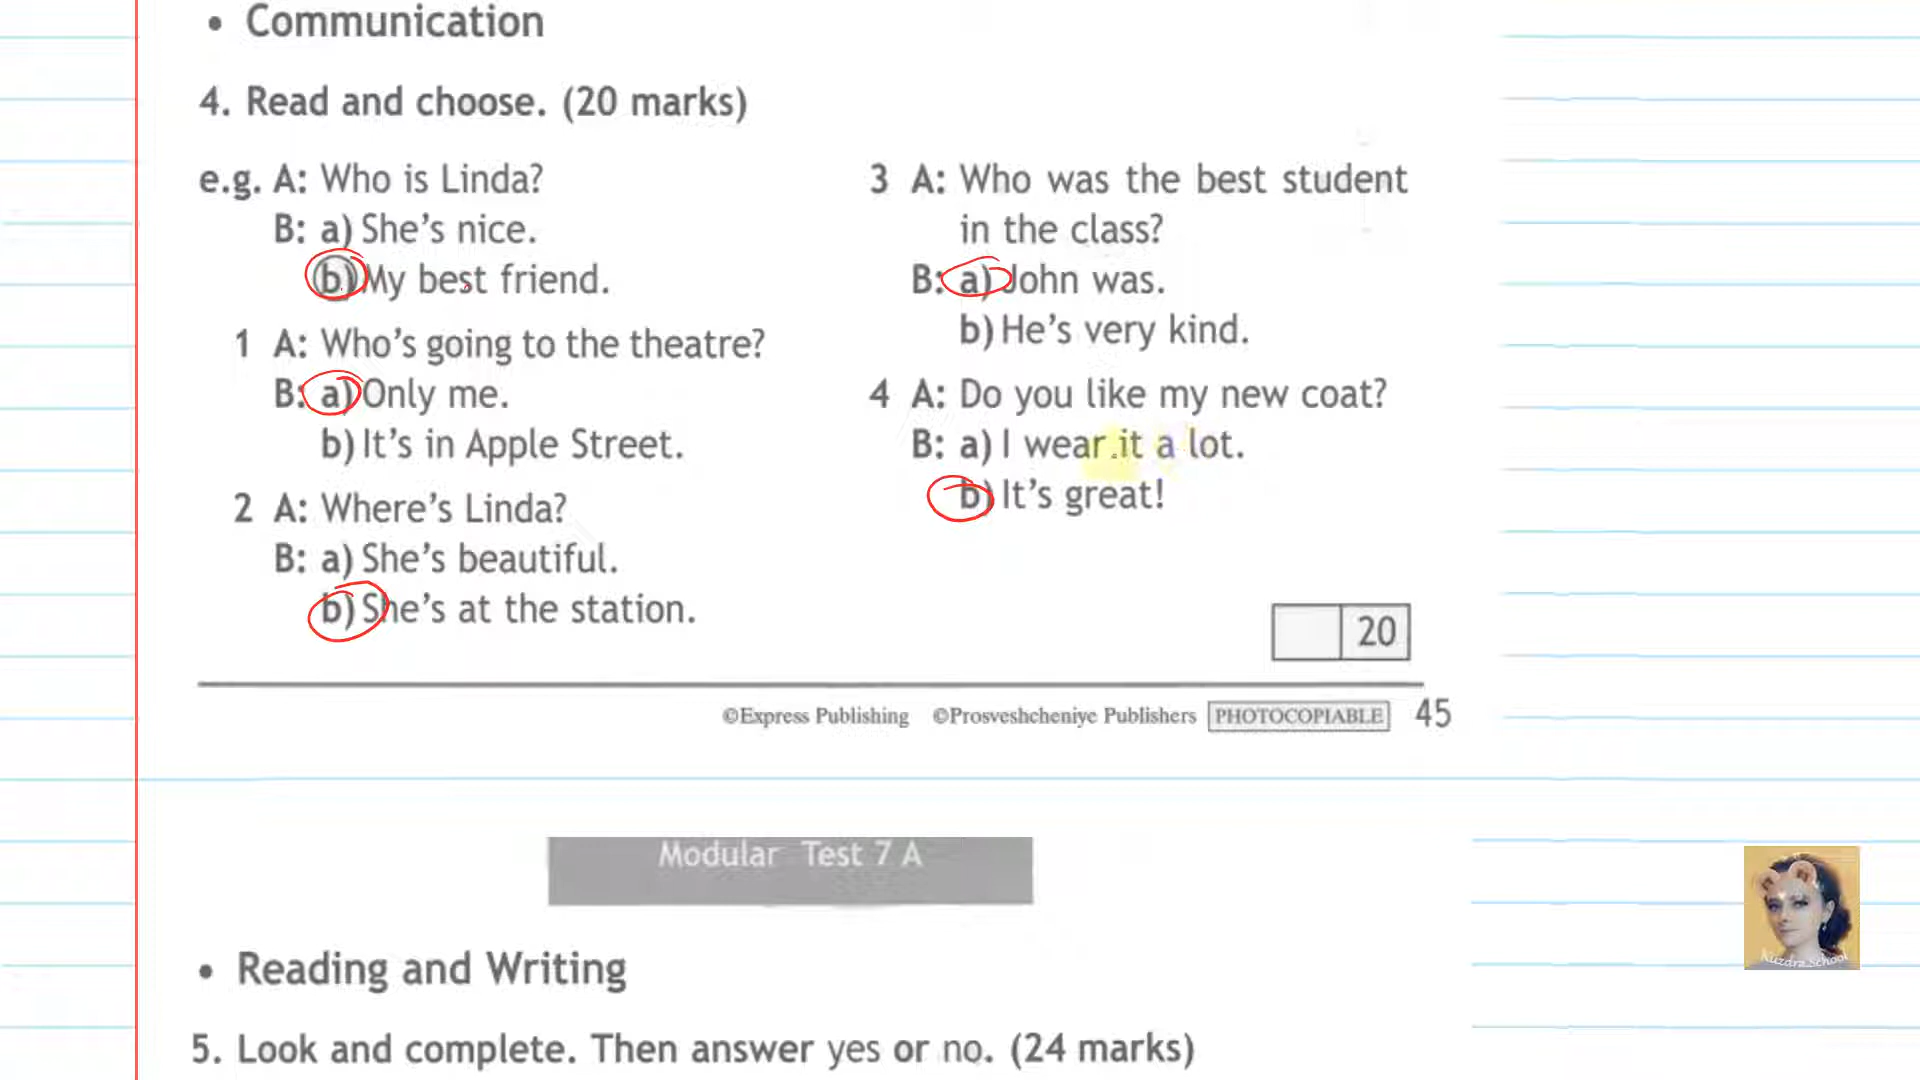 • Communication
4. Read and choose. (20 marks)
e.g. A: Who is Linda?
B: a) She's nice.
b) My best friend.
1 A: Who's going to the theatre?
B: a) Only me.
b) It's in Apple Street.
2 A: Where's Linda?
B: a) She's beautiful.
b) She's at the station.
3 A: Who was the best student
in the class?
B: a) John was.
b) He's very kind.
4 A: Do you like my new coat?
B: a) I wear it a lot.
b) It's great!
20
©Express Publishing ©Prosveshcheniye Publishers PHOTOCOPIABLE 45
Modular Test 7 A
• Reading and Writing
5. Look and complete. Then answer yes or no. (24 marks)
Kuzdra School